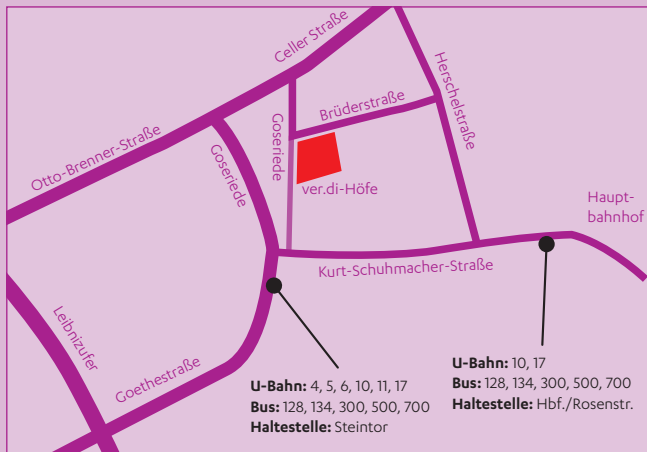 Celler Straße
Herschelstraße
Brüderstraße
Goseriede
Goseriede
Otto-Brenner-Straße
ver.di-Höfe
Haupt-
bahnhof
Kurt-Schuhmacher-Straße
Leibnizufer
Goethestraße
U-Bahn: 4, 5, 6, 10, 11, 17
Bus: 128, 134, 300, 500, 700
Haltestelle: Steintor
U-Bahn: 10, 17
Bus: 128, 134, 300, 500, 700
Haltestelle: Hbf./Rosenstr.